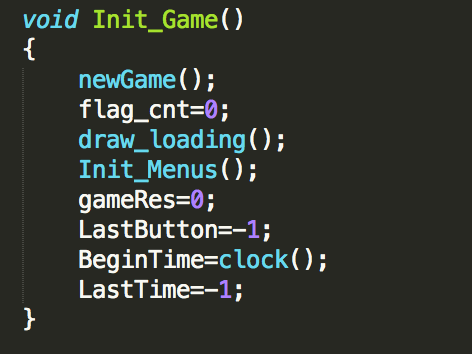 void Init_Game()
{
    newGame();
    flag_cnt=0;
    draw_loading();
    Init_Menus();
    gameRes=0;
    LastButton=-1;
    BeginTime=clock();
    LastTime=-1;
}